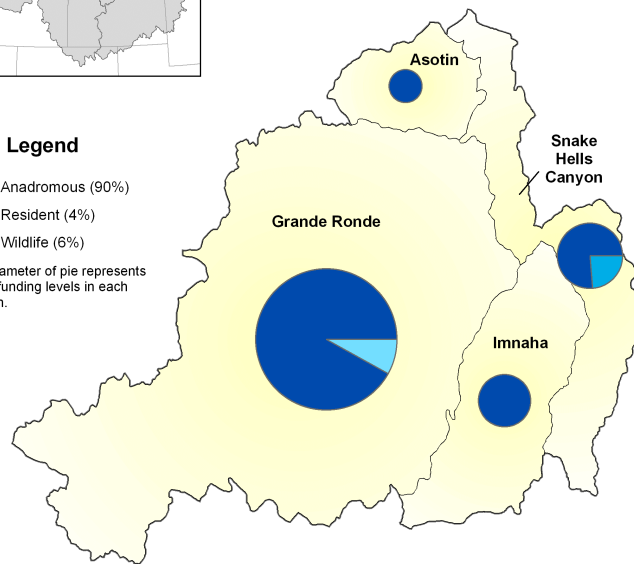 Asotin
Snake
Hells
Canyon
Legend
Anadromous (90%)
Resident (4%)
Wildlife (6%)
ameter of pie represents
funding levels in each
n.
Grande Ronde
Imnaha